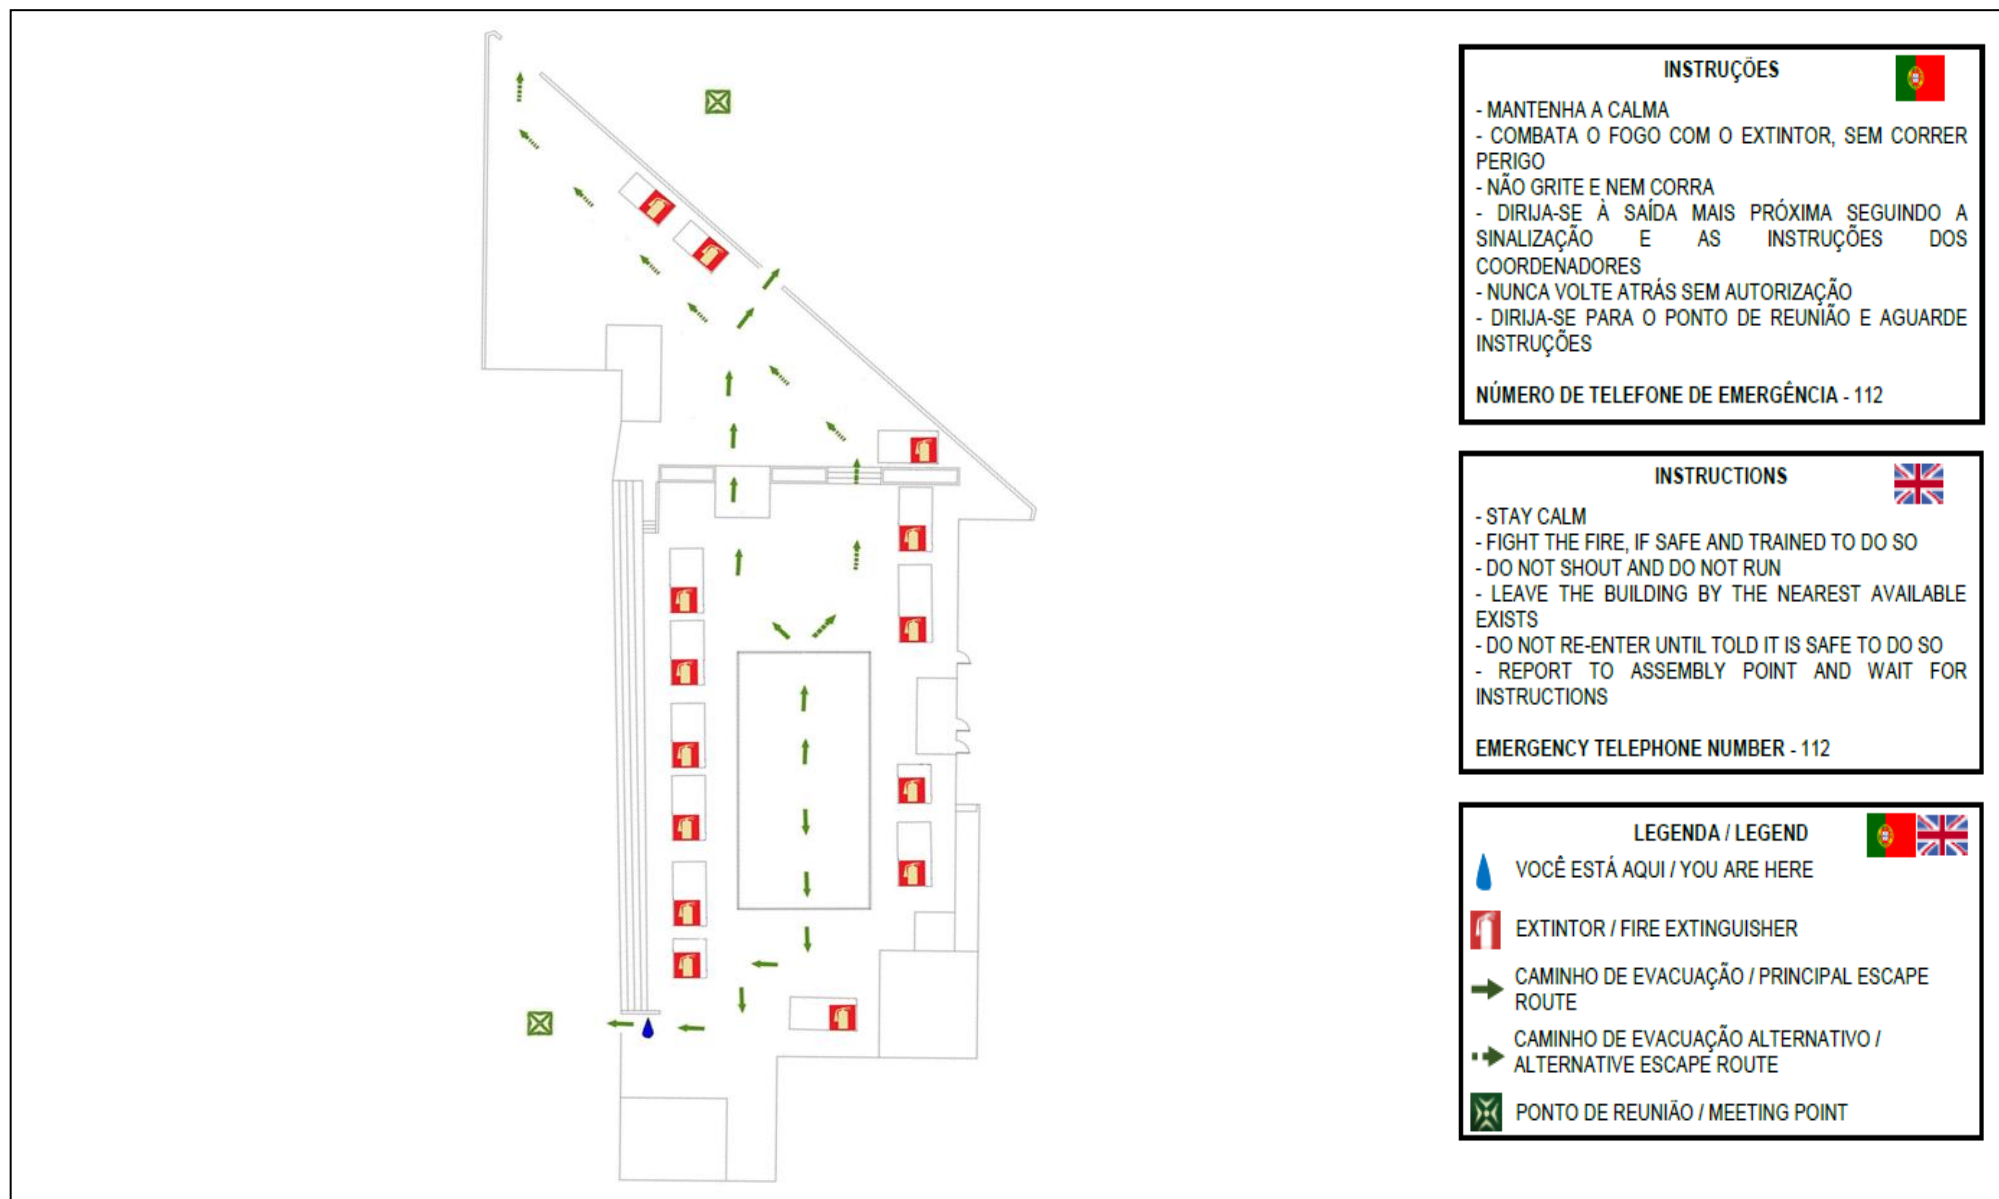 INSTRUÇÕES
- MANTENHA A CALMA
- COMBATA O FOGO COM O EXTINTOR, SEM CORRER
PERIGO
- NÃO GRITE E NEM CORRA
- DIRIJA-SE À SAÍDA MAIS PRÓXIMA SEGUINDO A
SINALIZAÇÃO E AS INSTRUÇÕES DOS
COORDENADORES
- NUNCA VOLTE ATRÁS SEM AUTORIZAÇÃO
- DIRIJA-SE PARA O PONTO DE REUNIÃO E AGUARDE
INSTRUÇÕES
NÚMERO DE TELEFONE DE EMERGÊNCIA - 112
INSTRUCTIONS
- STAY CALM
- FIGHT THE FIRE, IF SAFE AND TRAINED TO DO SO
- DO NOT SHOUT AND DO NOT RUN
- LEAVE THE BUILDING BY THE NEAREST AVAILABLE
EXISTS
- DO NOT RE-ENTER UNTIL TOLD IT IS SAFE TO DO SO
- REPORT TO ASSEMBLY POINT AND WAIT FOR
INSTRUCTIONS
EMERGENCY TELEPHONE NUMBER - 112
LEGENDA / LEGEND
VOCÊ ESTÁ AQUI / YOU ARE HERE
EXTINTOR / FIRE EXTINGUISHER
CAMINHO DE EVACUAÇÃO / PRINCIPAL ESCAPE
ROUTE
CAMINHO DE EVACUAÇÃO ALTERNATIVO /
ALTERNATIVE ESCAPE ROUTE
PONTO DE REUNIÃO / MEETING POINT